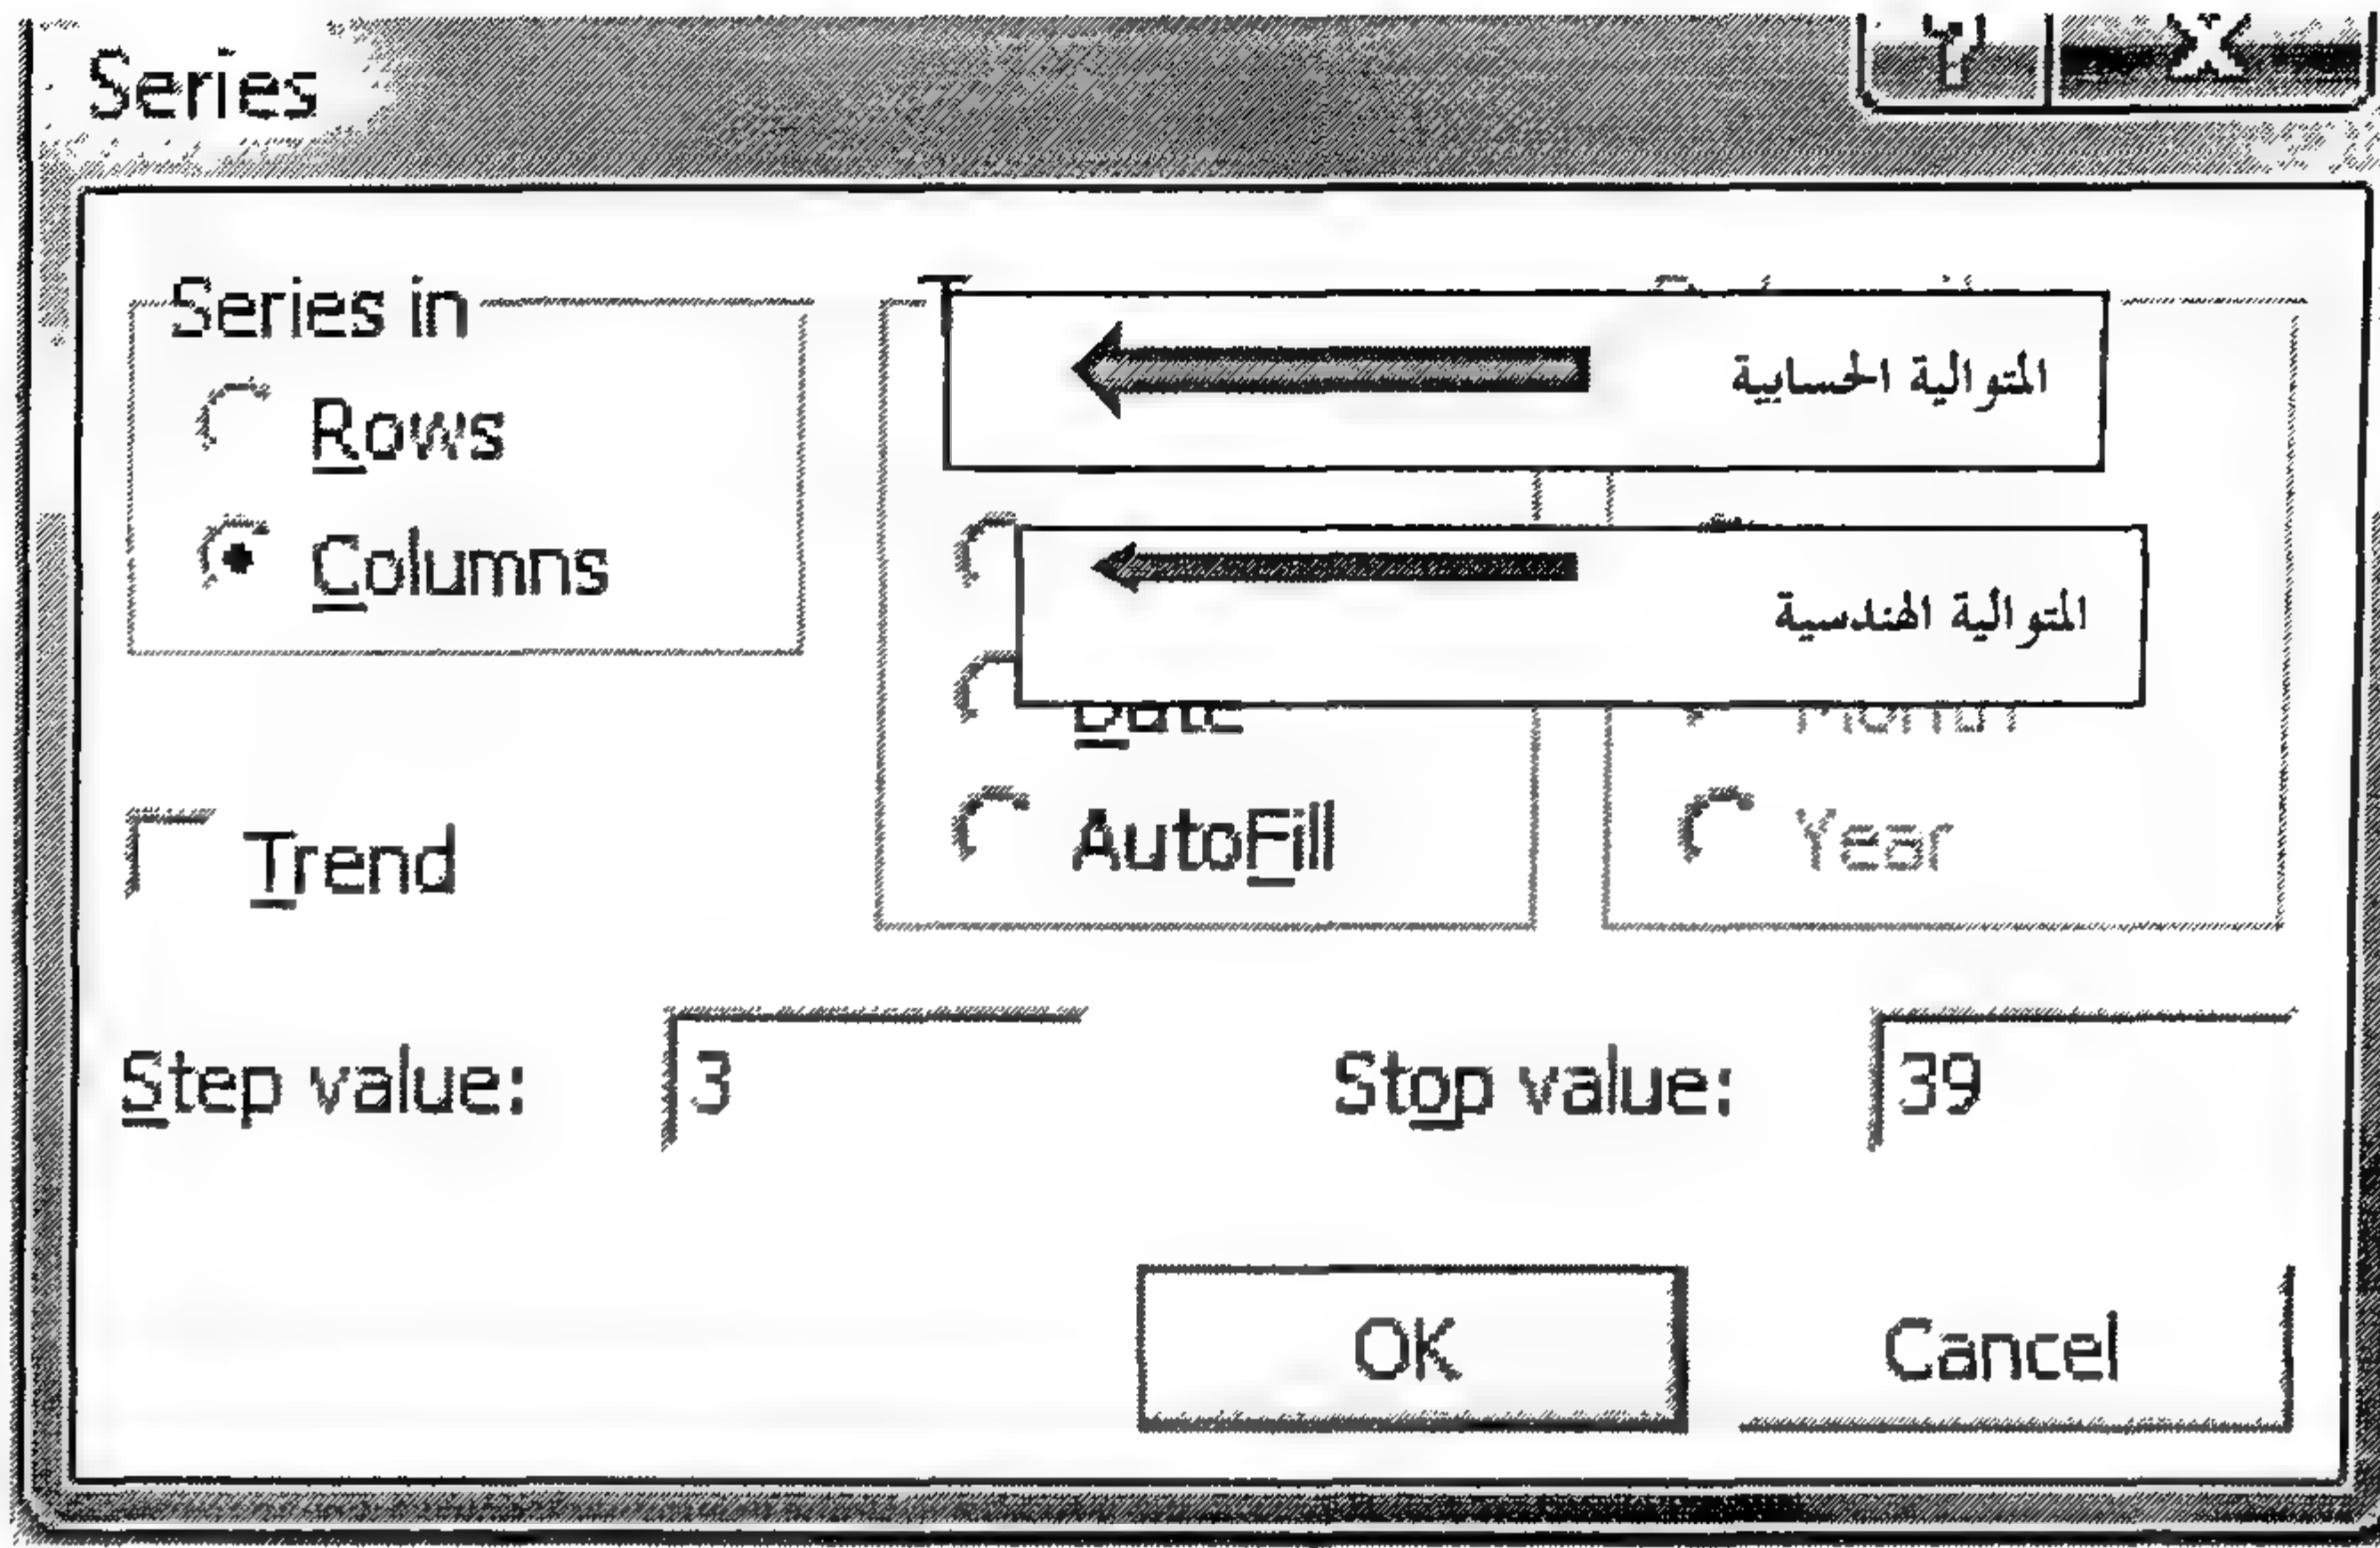 Series
Series in
Rows
Columns
المتوالية الحسابية
المتوالية الهندسية
Trend
AutoFill
Year
Step value: 3
Stop value: 39
OK
Cancel